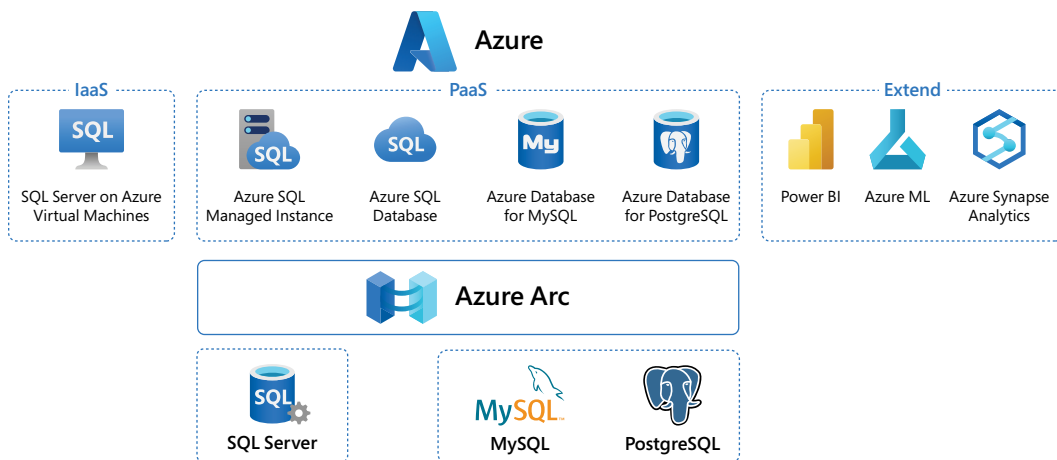 Azure
IaaS
PaaS
Extend
SQL
SQL
SQL
My
SQL Server on Azure
Virtual Machines
Azure SQL
Managed Instance
Azure SQL
Database
Azure Database
for MySQL
Azure Database
for PostgreSQL
Power BI
Azure ML
Azure Synapse
Analytics
Azure Arc
SQL
SQL Server
MySQL™
MySQL
PostgreSQL